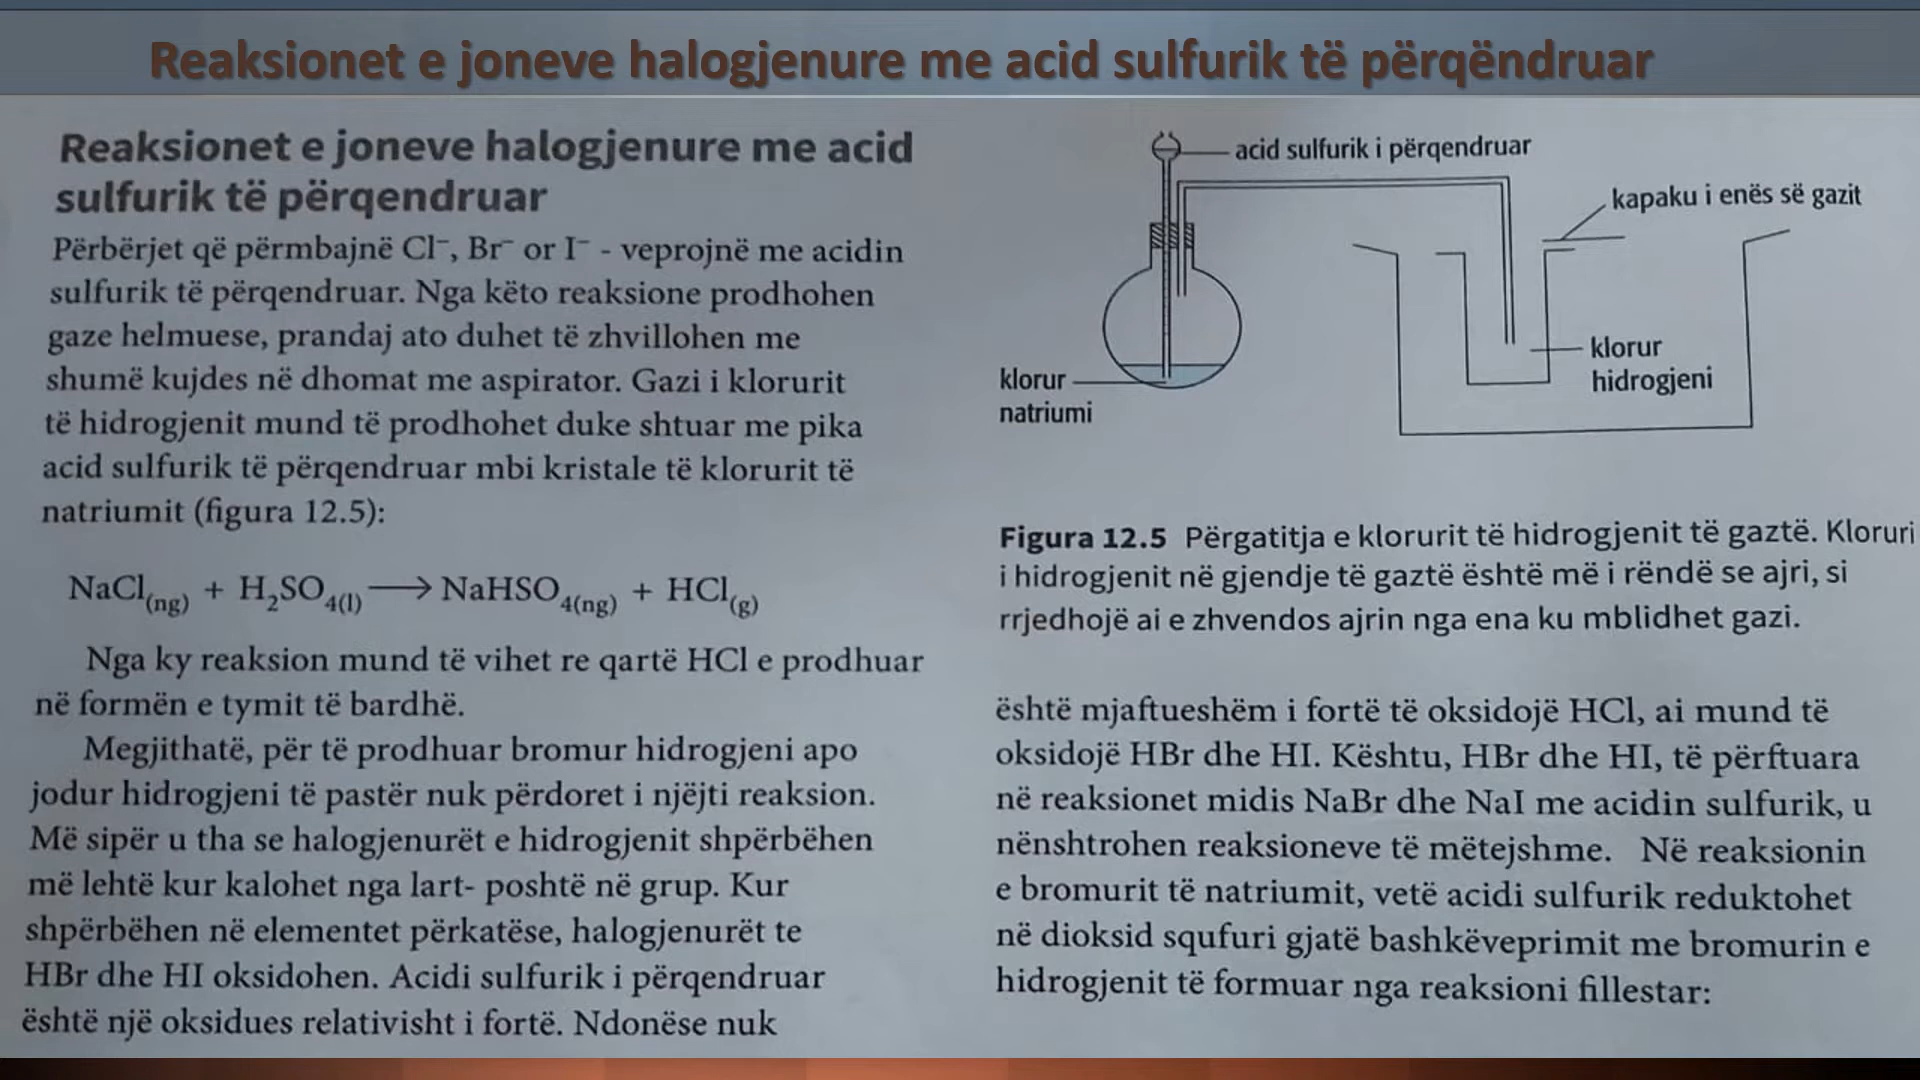 Reaksionet e joneve halogjenure me acid sulfurik të përqëndruar
Reaksionet e joneve halogjenure me acid
sulfurik të përqendruar
Përbërjet që përmbajnë Cl⁻, Br⁻ or I⁻ - veprojnë me acidin
sulfurik të përqendruar. Nga këto reaksione prodhohen
gaze helmuese, prandaj ato duhet të zhvillohen me
shumë kujdes në dhomat me aspirator. Gazi i klorurit
të hidrogjenit mund të prodhohet duke shtuar me pika
acid sulfurik të përqendruar mbi kristale të klorurit të
natriumit (figura 12.5):
NaCl(ng) + H₂SO₄(l) ⟶ NaHSO₄(ng) + HCl(g)
Nga ky reaksion mund të vihet re qartë HCl e prodhuar
në formën e tymit të bardhë.
Megjithatë, për të prodhuar bromur hidrogjeni apo
jodur hidrogjeni të pastër nuk përdoret i njëjti reaksion.
Më sipër u tha se halogjenurët e hidrogjenit shpërbëhen
më lehtë kur kalohet nga lart- poshtë në grup. Kur
shpërbëhen në elementet përkatëse, halogjenurët te
HBr dhe HI oksidohen. Acidi sulfurik i përqendruar
është një oksidues relativisht i fortë. Ndonëse nuk
acid sulfurik i përqendruar
kapaku i enës së gazit
klorur
hidrogjeni
klorur
natriumi
Figura 12.5 Përgatitja e klorurit të hidrogjenit të gaztë. Kloruri
i hidrogjenit në gjendje të gaztë është më i rëndë se ajri, si
rrjedhojë ai e zhvendos ajrin nga ena ku mblidhet gazi.
është mjaftueshëm i fortë të oksidojë HCl, ai mund të
oksidojë HBr dhe HI. Kështu, HBr dhe HI, të përftuara
në reaksionet midis NaBr dhe NaI me acidin sulfurik, u
nënshtrohen reaksioneve të mëtejshme. Në reaksionin
e bromurit të natriumit, vetë acidi sulfurik reduktohet
në dioksid squfuri gjatë bashkëveprimit me bromurin e
hidrogjenit të formuar nga reaksioni fillestar: